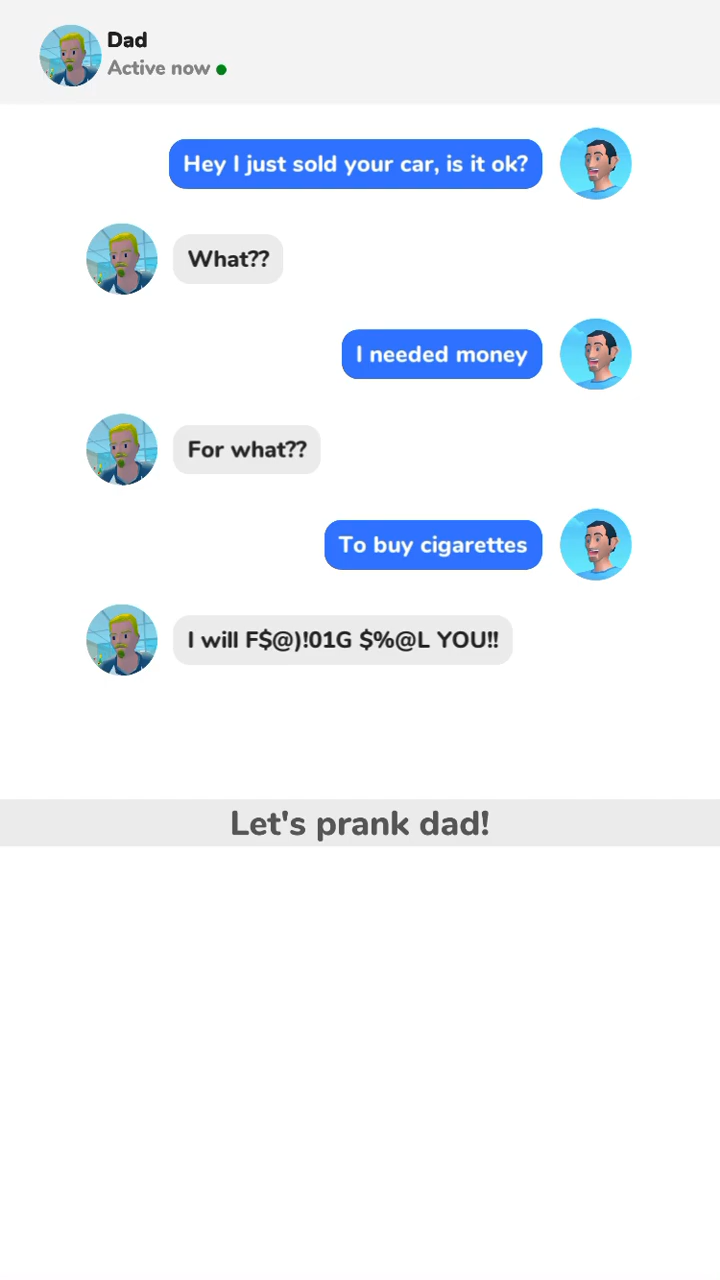 Dad
Active now
Hey I just sold your car, is it ok?
What??
I needed money
For what??
To buy cigarettes
I will F$@)!01G $%@L YOU!!
Let's prank dad!